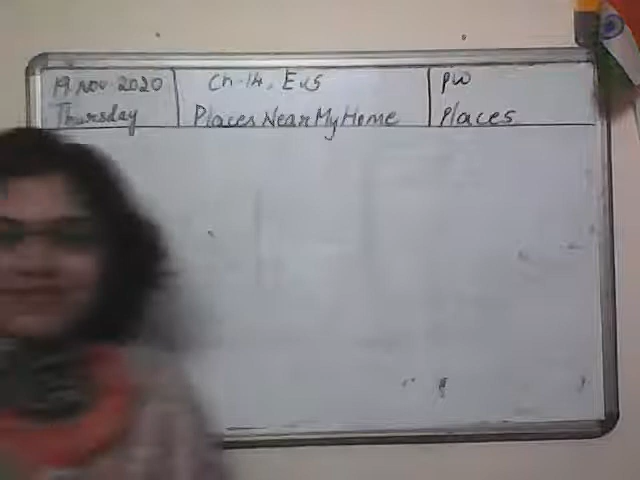 19 Nov 2020
Thursday
Ch-14, EVS
Places Near My Home
PW
Places